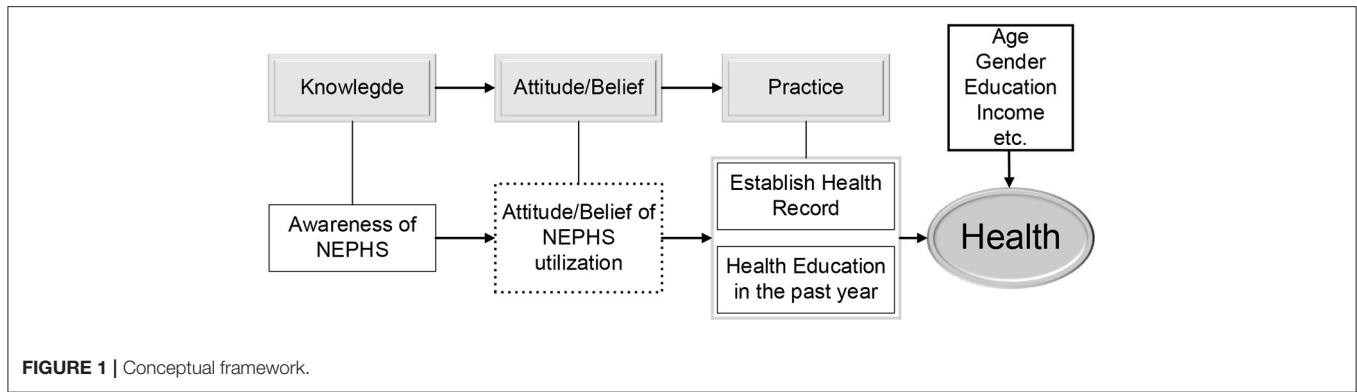 Knowlegde
Attitude/Belief
Practice
Age
Gender
Education
Income
etc.
Awareness of
NEPHS
Attitude/Belief of
NEPHS
utilization
Establish Health
Record
Health Education
in the past year
Health
FIGURE 1 | Conceptual framework.